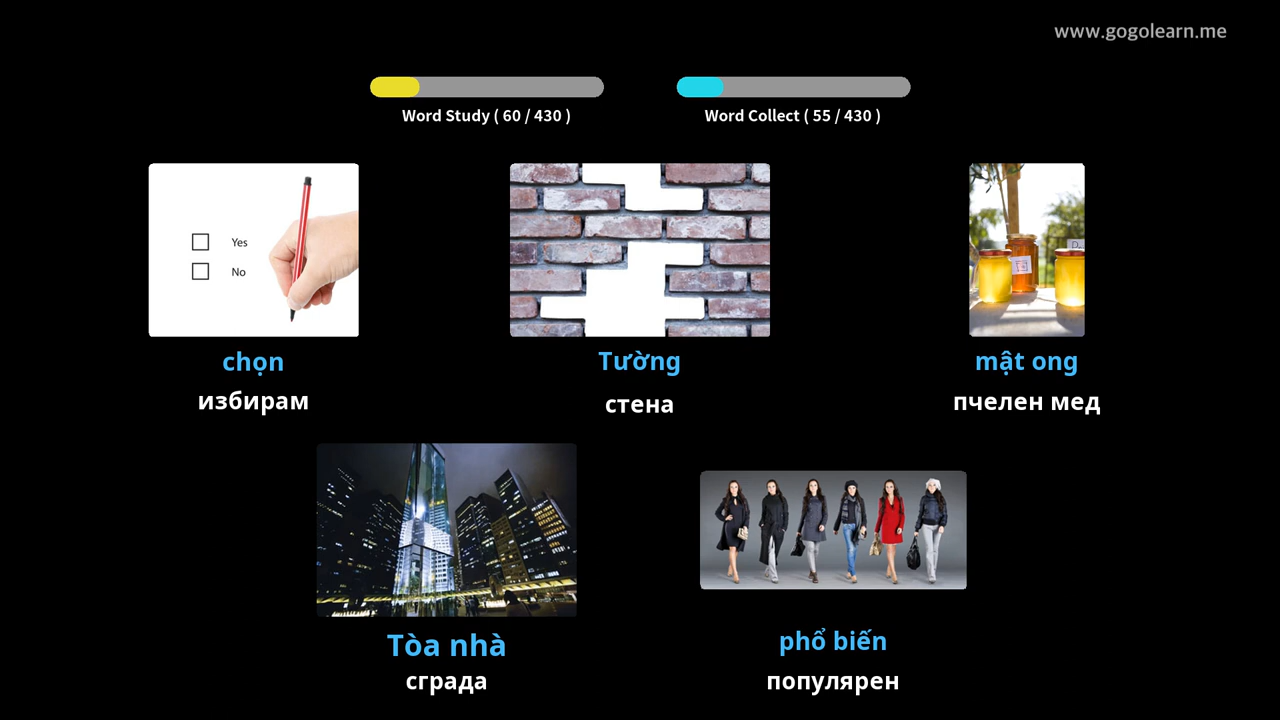 www.gogolearn.me
Word Study ( 60 / 430 )
Word Collect ( 55 / 430 )
Yes
No
chọn
избирам
Tường
стена
mật ong
пчелен мед
Tòa nhà
сграда
phổ biến
популярен